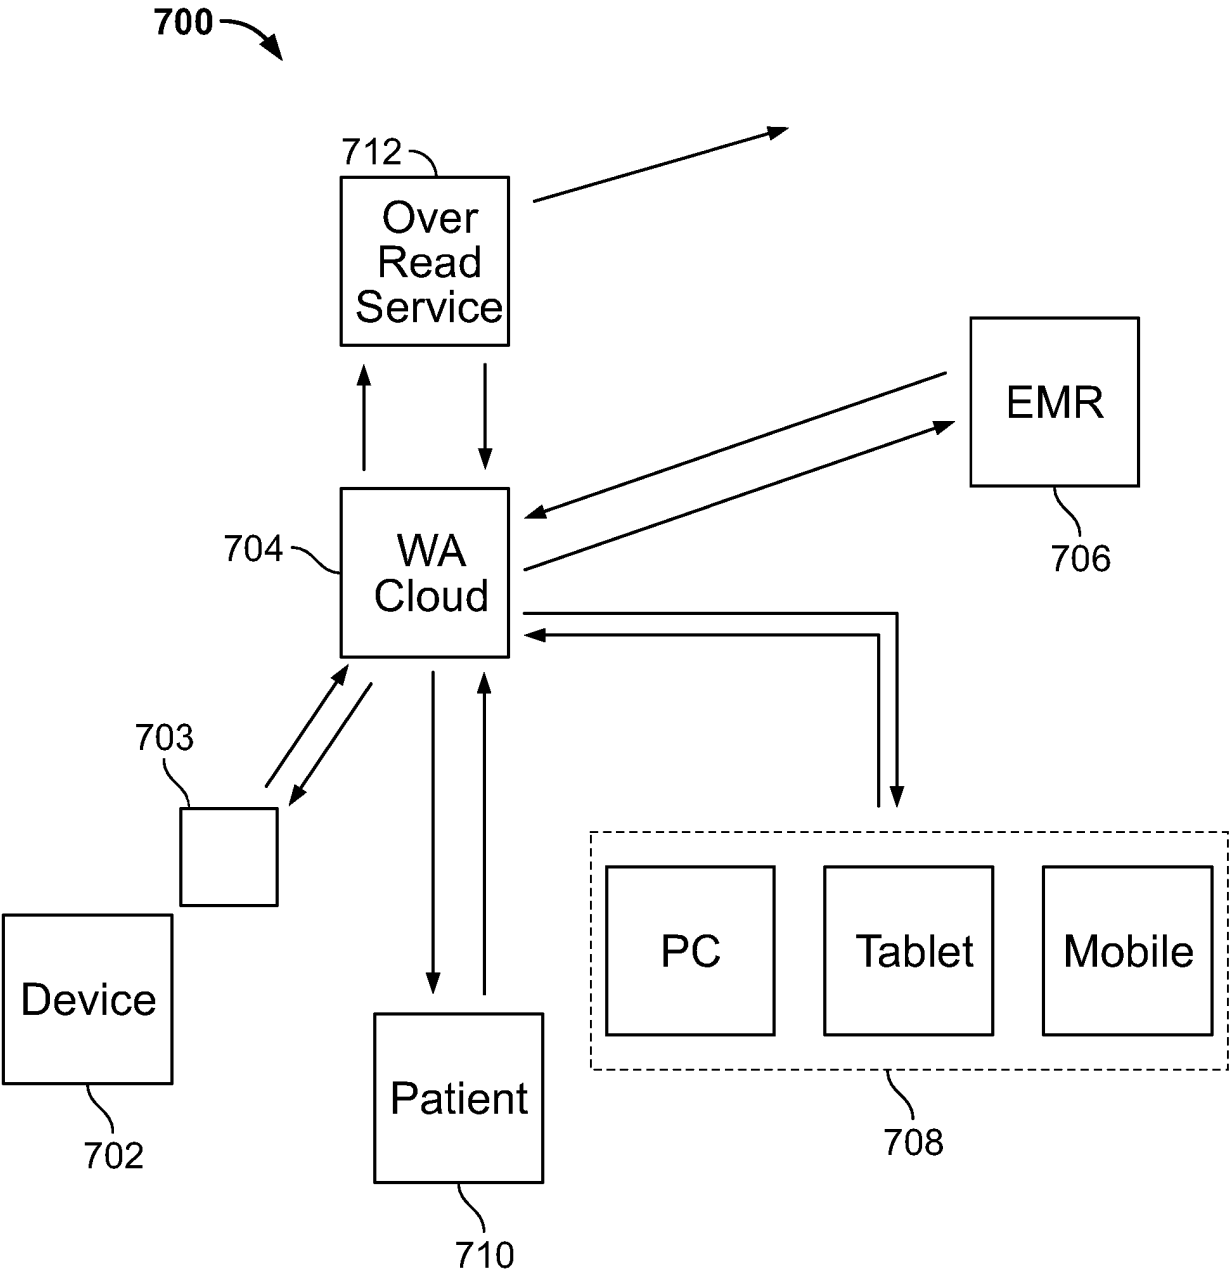 700
712
Over
Read
Service
EMR
706
704
WA
Cloud
703
Device
702
PC
Tablet
Mobile
708
Patient
710